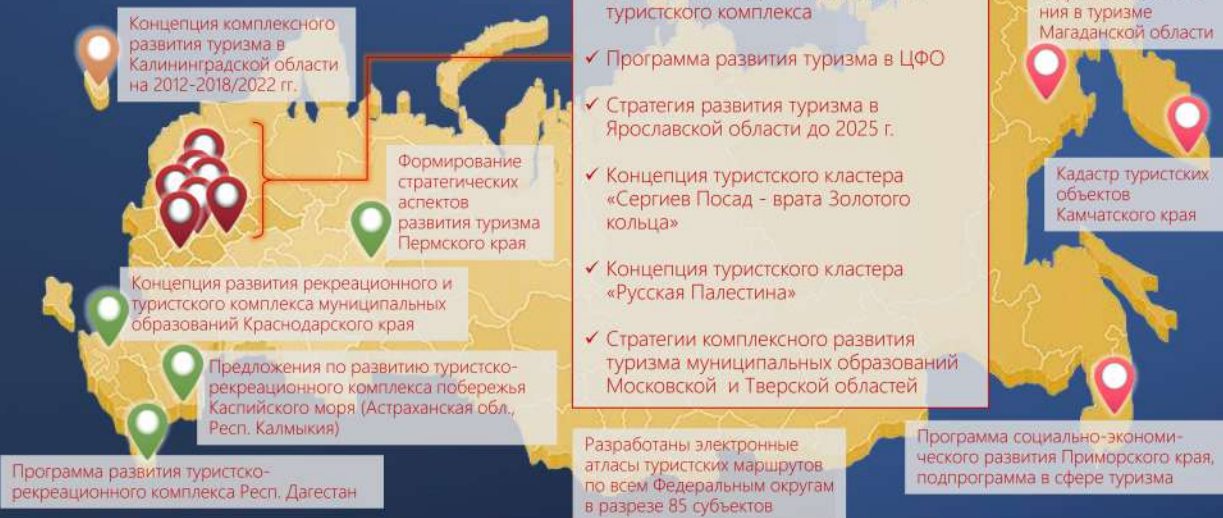 Концепция комплексного
развития туризма в
Калининградской области
на 2012-2018/2022 гг.
туристского комплекса
✓ Программа развития туризма в ЦФО
✓ Стратегия развития туризма в
Ярославской области до 2025 г.
✓ Концепция туристского кластера
«Сергиев Посад - врата Золотого
кольца»
✓ Концепция туристского кластера
«Русская Палестина»
✓ Стратегии комплексного развития
туризма муниципальных образований
Московской и Тверской областей
ния в туризме
Магаданской области
Кадастр туристских
объектов
Камчатского края
Формирование
стратегических
аспектов
развития туризма
Пермского края
Концепция развития рекреационного и
туристского комплекса муниципальных
образований Краснодарского края
Предложения по развитию туристско-
рекреационного комплекса побережья
Каспийского моря (Астраханская обл.,
Респ. Калмыкия)
Программа развития туристско-
рекреационного комплекса Респ. Дагестан
Разработаны электронные
атласы туристских маршрутов
по всем Федеральным округам
в разрезе 85 субъектов
Программа социально-экономи-
ческого развития Приморского края,
подпрограмма в сфере туризма